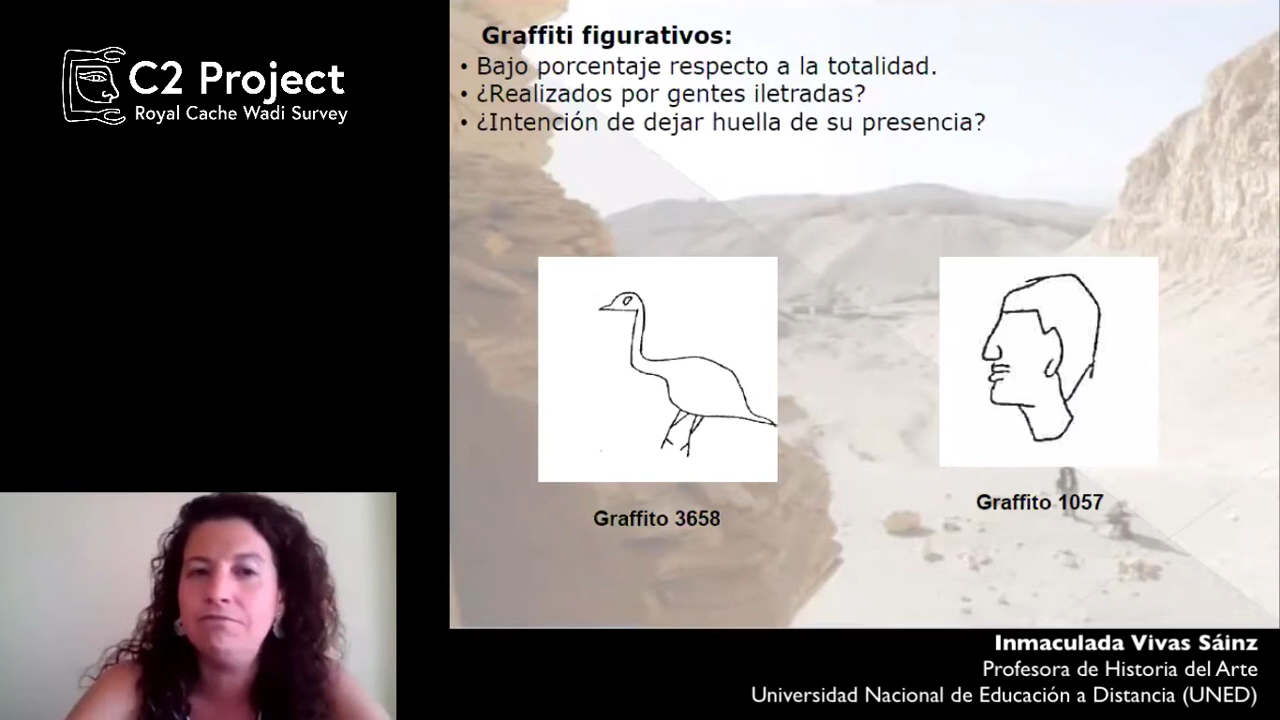 C2 Project
Royal Cache Wadi Survey
Graffiti figurativos:
• Bajo porcentaje respecto a la totalidad.
• ¿Realizados por gentes iletradas?
• ¿Intención de dejar huella de su presencia?
Graffito 3658
Graffito 1057
Inmaculada Vivas Sáinz
Profesora de Historia del Arte
Universidad Nacional de Educación a Distancia (UNED)